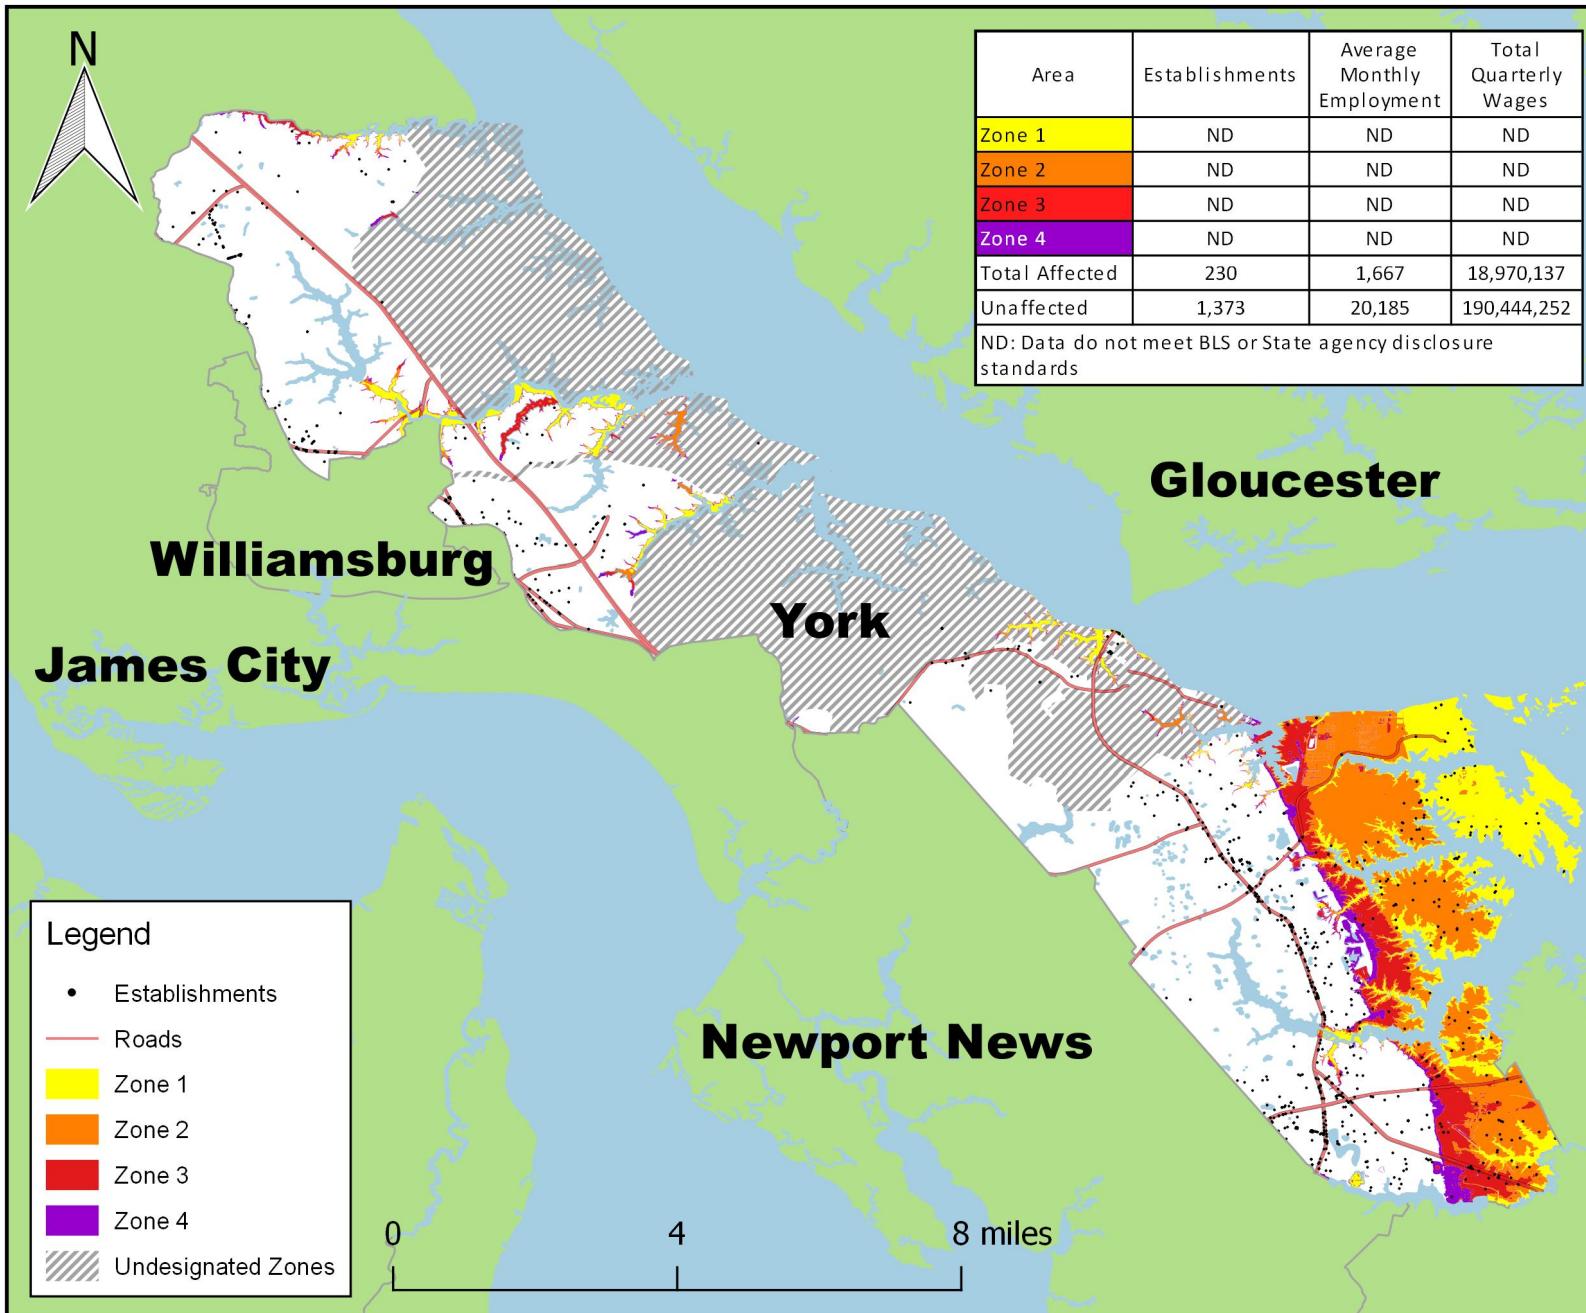 N
Area Establishments Average Monthly Employment Total Quarterly Wages
Zone 1 ND ND ND
Zone 2 ND ND ND
Zone 3 ND ND ND
Zone 4 ND ND ND
Total Affected 230 1,667 18,970,137
Unaffected 1,373 20,185 190,444,252
ND: Data do not meet BLS or State agency disclosure
standards
Gloucester
Williamsburg
York
James City
Newport News
Legend
Establishments
Roads
Zone 1
Zone 2
Zone 3
Zone 4
Undesignated Zones
0 4 8 miles